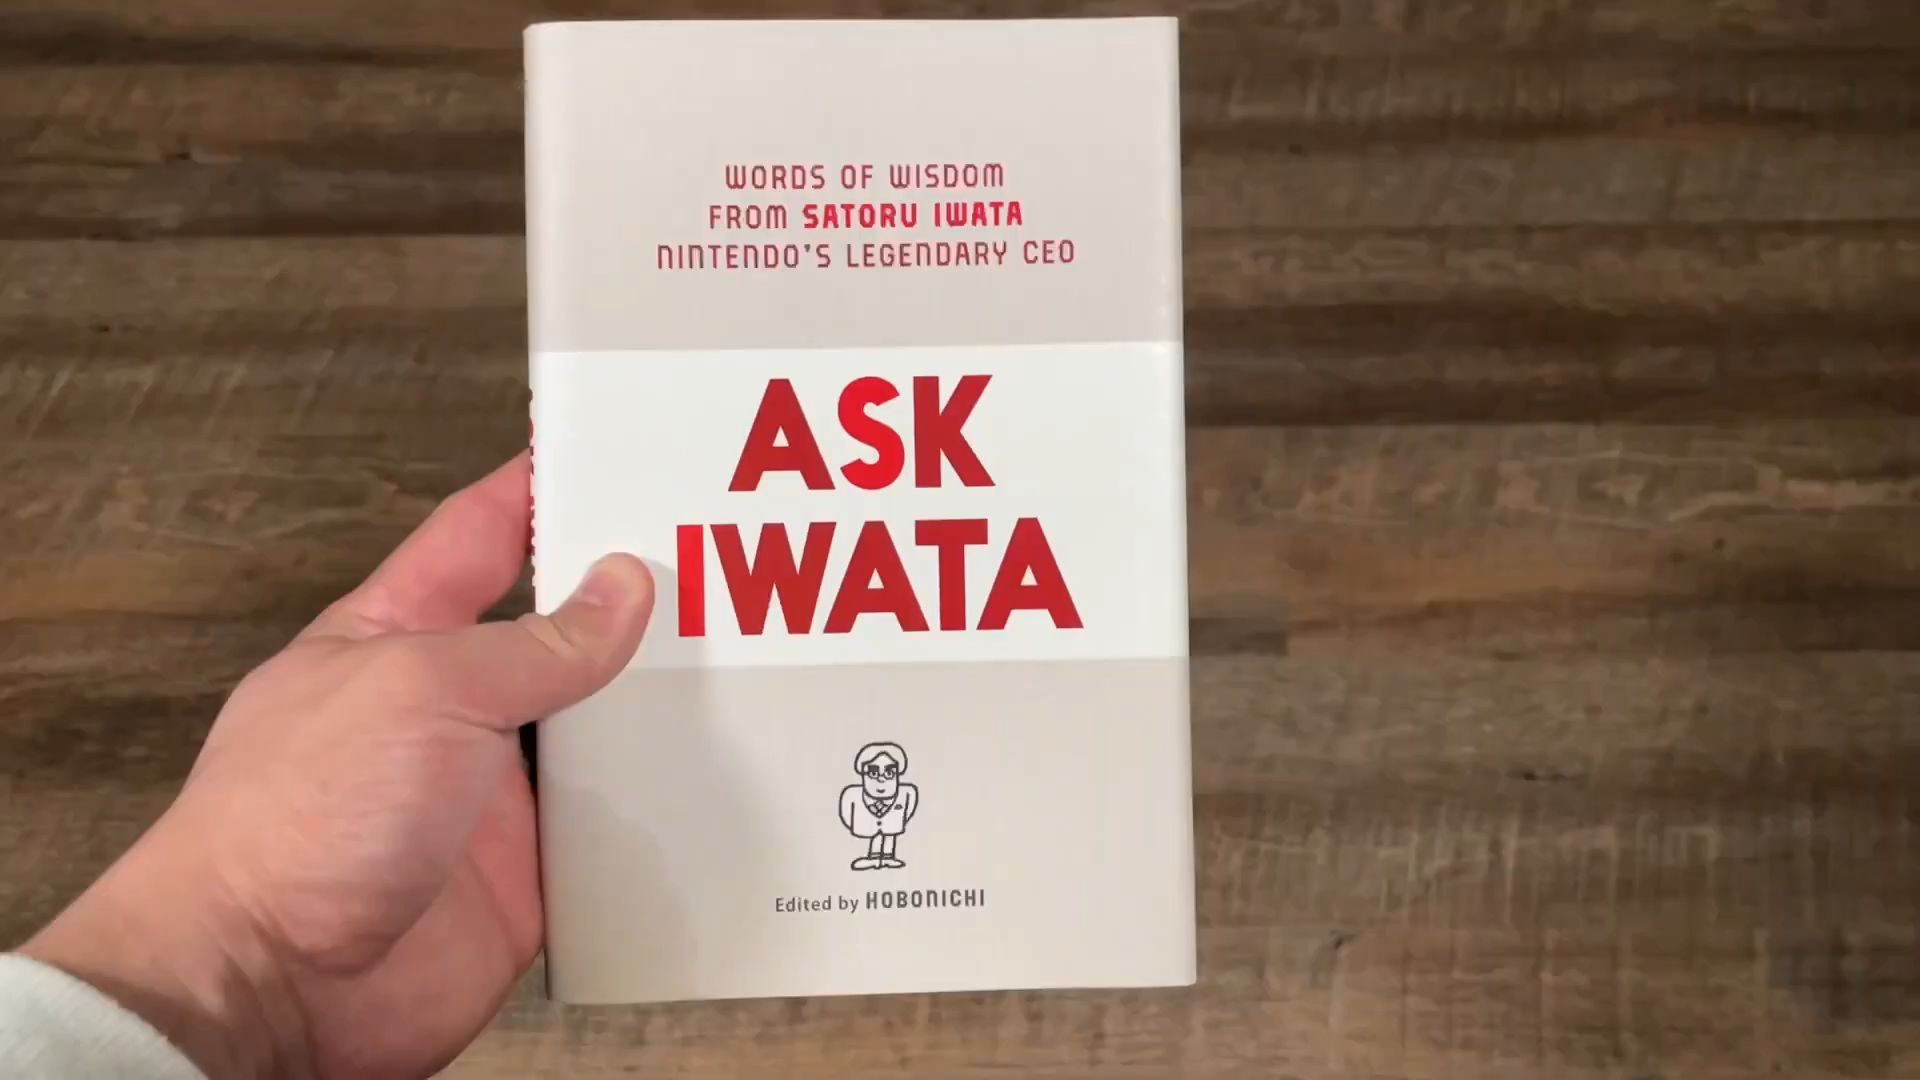 WORDS OF WISDOM
FROM SATORU IWATA
NINTENDO'S LEGENDARY CEO
ASK
IWATA
Edited by HOBONICHI